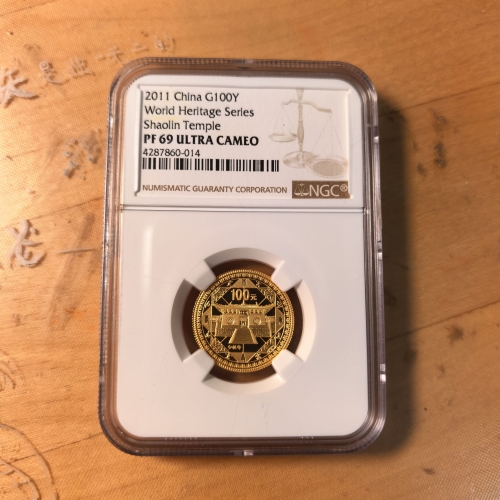 2011 China G100Y
World Heritage Series
Shaolin Temple
PF 69 ULTRA CAMEO
4287860-014
NUMISMATIC GUARANTY CORPORATION
NGC®
100元